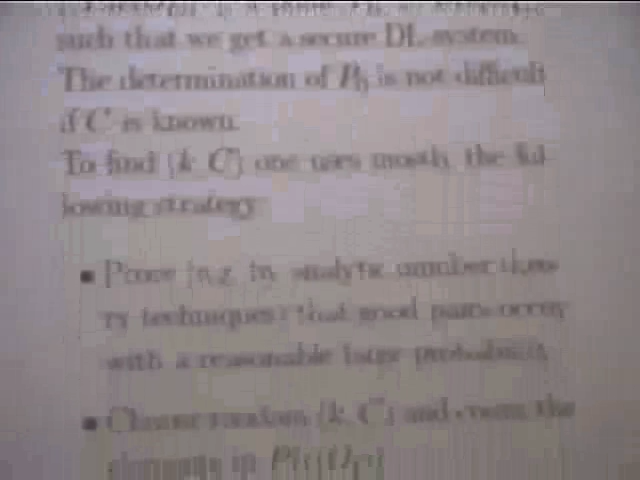 such that we get a secure DL-system.
The determination of P₀ is not difficult
if C is known.
To find (k, C) one uses mostly the fol-
lowing strategy:
▪ Prove (e.g. by analytic number theo-
ry techniques) that good pairs occur
with a reasonable large probability.
▪ Choose random (k, C) and count the
elements in